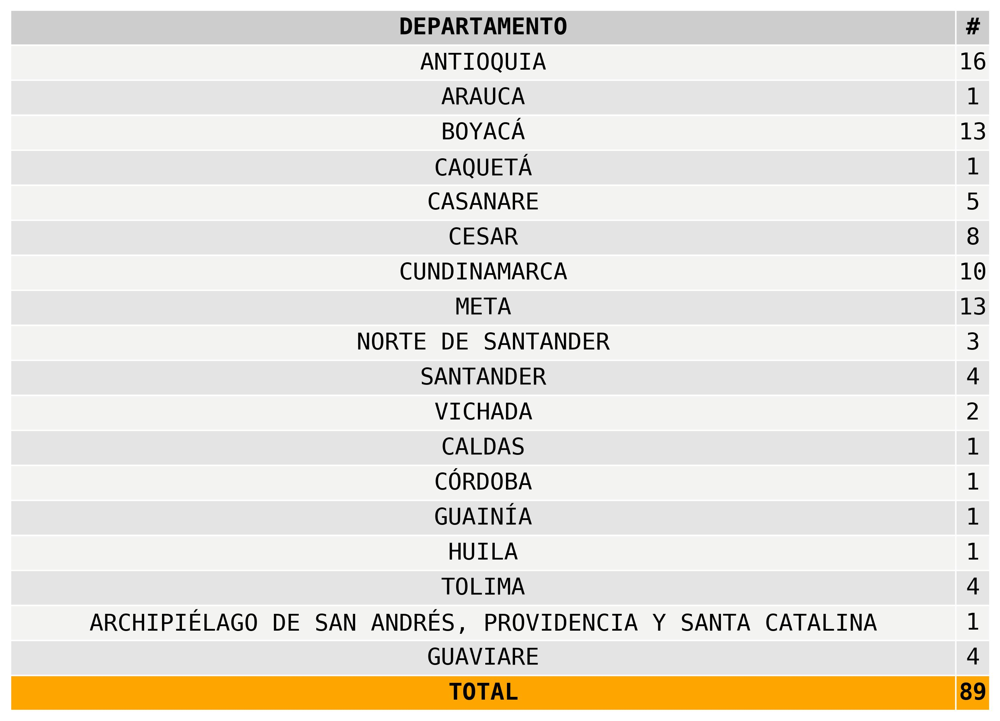 DEPARTAMENTO #
ANTIOQUIA 16
ARAUCA 1
BOYACÁ 13
CAQUETÁ 1
CASANARE 5
CESAR 8
CUNDINAMARCA 10
META 13
NORTE DE SANTANDER 3
SANTANDER 4
VICHADA 2
CALDAS 1
CÓRDOBA 1
GUAINÍA 1
HUILA 1
TOLIMA 4
ARCHIPIÉLAGO DE SAN ANDRÉS, PROVIDENCIA Y SANTA CATALINA 1
GUAVIARE 4
TOTAL 89